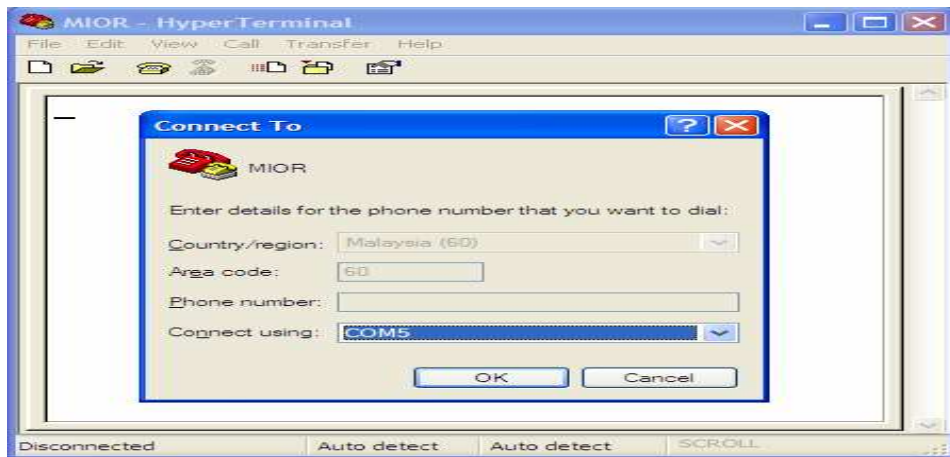 MIOR - HyperTerminal
File Edit View Call Transfer Help
Connect To
MIOR
Enter details for the phone number that you want to dial:
Country/region: Malaysia (60)
Area code: 60
Phone number:
Connect using: COM5
OK Cancel
Disconnected Auto detect Auto detect SCROLL